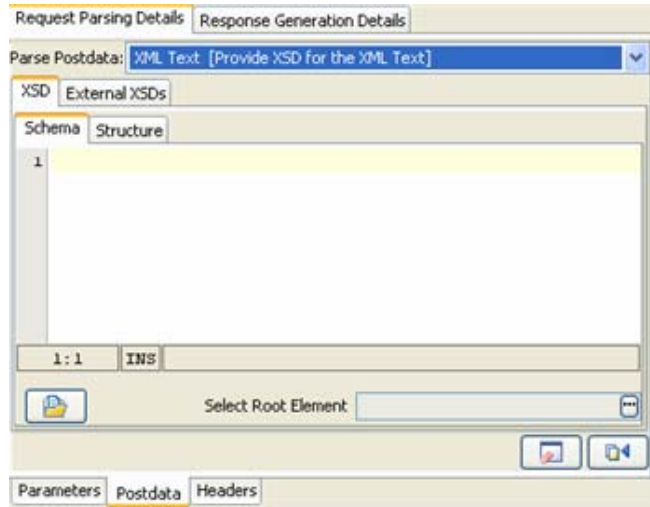 Request Parsing Details Response Generation Details
Parse Postdata: XML Text [Provide XSD for the XML Text]
XSD External XSDs
Schema Structure
1
1:1 INS
Select Root Element
Parameters Postdata Headers